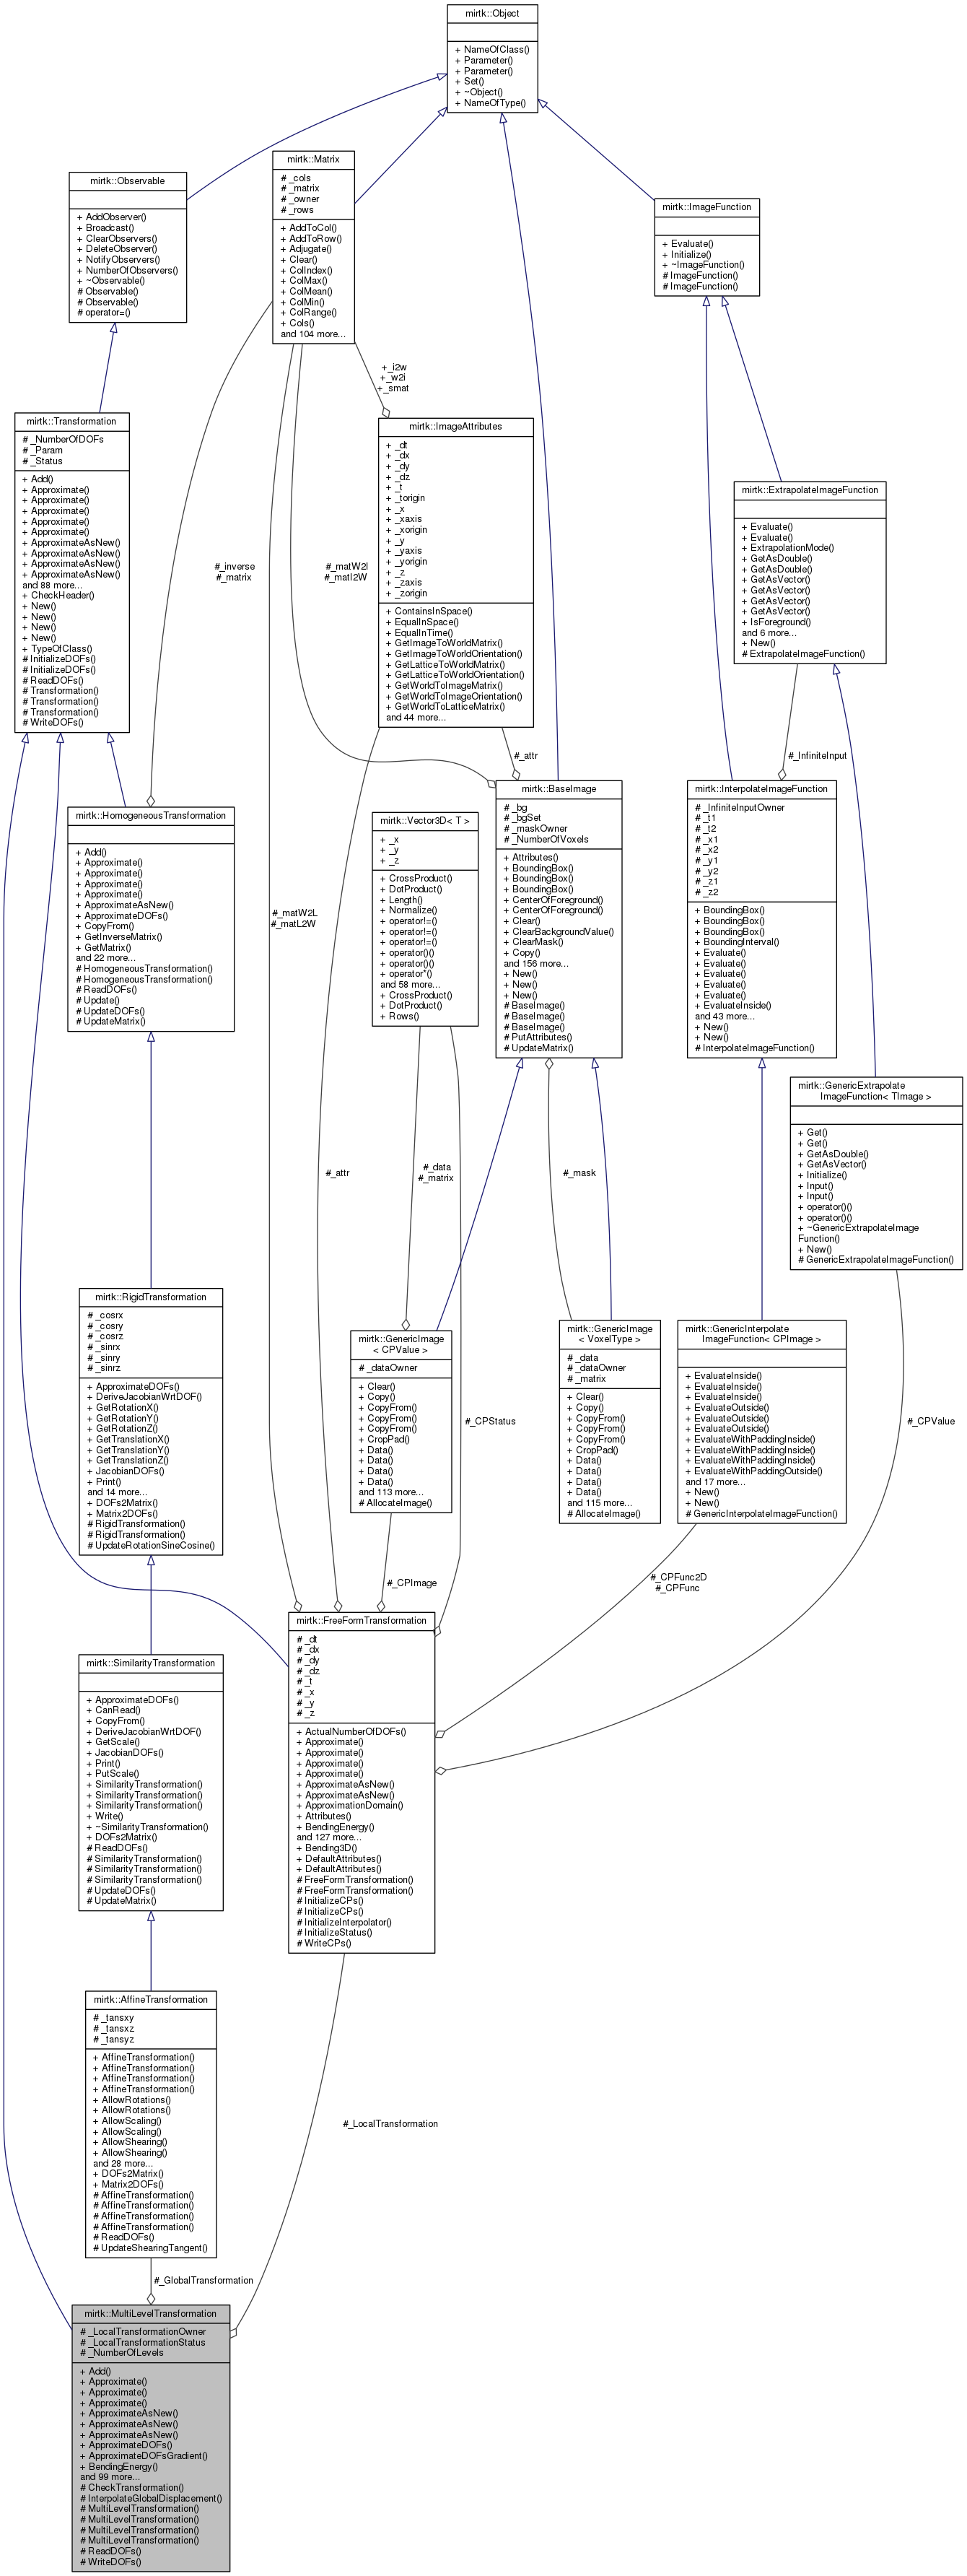 mirtk::Object
+ NameOfClass()
+ Parameter()
+ Parameter()
+ Set()
+ ~Object()
+ NameOfType()
mirtk::Matrix
# _cols
# _matrix
# _owner
# _rows
+ AddToCol()
+ AddToRow()
+ Adjugate()
+ Clear()
+ ColIndex()
+ ColMax()
+ ColMean()
+ ColMin()
+ ColRange()
+ Cols()
and 104 more...
mirtk::Observable
+ AddObserver()
+ Broadcast()
+ ClearObservers()
+ DeleteObserver()
+ NotifyObservers()
+ NumberOfObservers()
+ ~Observable()
# Observable()
# Observable()
# operator=()
mirtk::ImageFunction
+ Evaluate()
+ Initialize()
+ ~ImageFunction()
# ImageFunction()
# ImageFunction()
+_i2w
+_w2i
+_smat
mirtk::Transformation
# _NumberOfDOFs
# _Param
# _Status
+ Add()
+ Approximate()
+ Approximate()
+ Approximate()
+ Approximate()
+ Approximate()
+ ApproximateAsNew()
+ ApproximateAsNew()
+ ApproximateAsNew()
+ ApproximateAsNew()
and 88 more...
+ CheckHeader()
+ New()
+ New()
+ New()
+ New()
+ TypeOfClass()
# InitializeDOFs()
# InitializeDOFs()
# ReadDOFs()
# Transformation()
# Transformation()
# Transformation()
# WriteDOFs()
#_inverse
#_matrix
#_matW2I
#_matI2W
mirtk::ImageAttributes
+ _dt
+ _dx
+ _dy
+ _dz
+ _t
+ _torigin
+ _x
+ _xaxis
+ _xorigin
+ _y
+ _yaxis
+ _yorigin
+ _z
+ _zaxis
+ _zorigin
+ ContainsInSpace()
+ EqualInSpace()
+ EqualInTime()
+ GetImageToWorldMatrix()
+ GetImageToWorldOrientation()
+ GetLatticeToWorldMatrix()
+ GetLatticeToWorldOrientation()
+ GetWorldToImageMatrix()
+ GetWorldToImageOrientation()
+ GetWorldToLatticeMatrix()
and 44 more...
mirtk::ExtrapolateImageFunction
+ Evaluate()
+ Evaluate()
+ ExtrapolationMode()
+ GetAsDouble()
+ GetAsDouble()
+ GetAsVector()
+ GetAsVector()
+ GetAsVector()
+ GetAsVector()
+ IsForeground()
and 6 more...
+ New()
# ExtrapolateImageFunction()
#_attr
#_InfiniteInput
mirtk::HomogeneousTransformation
+ Add()
+ Approximate()
+ Approximate()
+ Approximate()
+ Approximate()
+ ApproximateAsNew()
+ ApproximateDOFs()
+ CopyFrom()
+ GetInverseMatrix()
+ GetMatrix()
and 22 more...
# HomogeneousTransformation()
# HomogeneousTransformation()
# ReadDOFs()
# Update()
# UpdateDOFs()
# UpdateMatrix()
#_matW2L
#_matL2W
mirtk::Vector3D< T >
+ _x
+ _y
+ _z
+ CrossProduct()
+ DotProduct()
+ Length()
+ Normalize()
+ operator!=()
+ operator!=()
+ operator!=()
+ operator()()
+ operator()()
+ operator*()
and 58 more...
+ CrossProduct()
+ DotProduct()
+ Rows()
mirtk::BaseImage
# _bg
# _bgSet
# _maskOwner
# _NumberOfVoxels
+ Attributes()
+ BoundingBox()
+ BoundingBox()
+ BoundingBox()
+ CenterOfForeground()
+ CenterOfForeground()
+ Clear()
+ ClearBackgroundValue()
+ ClearMask()
+ Copy()
and 156 more...
+ New()
+ New()
+ New()
# BaseImage()
# BaseImage()
# BaseImage()
# PutAttributes()
# UpdateMatrix()
mirtk::InterpolateImageFunction
# _InfiniteInputOwner
# _t1
# _t2
# _x1
# _x2
# _y1
# _y2
# _z1
# _z2
+ BoundingBox()
+ BoundingBox()
+ BoundingBox()
+ BoundingInterval()
+ Evaluate()
+ Evaluate()
+ Evaluate()
+ Evaluate()
+ Evaluate()
+ EvaluateInside()
and 43 more...
+ New()
+ New()
# InterpolateImageFunction()
mirtk::GenericExtrapolate
ImageFunction< TImage >
+ Get()
+ Get()
+ GetAsDouble()
+ GetAsVector()
+ Initialize()
+ Input()
+ Input()
+ operator()()
+ operator()()
+ ~GenericExtrapolateImage
Function()
+ New()
# GenericExtrapolateImageFunction()
#_attr
#_data
#_matrix
#_mask
mirtk::RigidTransformation
# _cosrx
# _cosry
# _cosrz
# _sinrx
# _sinry
# _sinrz
+ ApproximateDOFs()
+ DeriveJacobianWrtDOF()
+ GetRotationX()
+ GetRotationY()
+ GetRotationZ()
+ GetTranslationX()
+ GetTranslationY()
+ GetTranslationZ()
+ JacobianDOFs()
+ Print()
and 14 more...
+ DOFs2Matrix()
+ Matrix2DOFs()
# RigidTransformation()
# RigidTransformation()
# UpdateRotationSineCosine()
mirtk::GenericImage
< CPValue >
# _dataOwner
+ Clear()
+ Copy()
+ CopyFrom()
+ CopyFrom()
+ CopyFrom()
+ CropPad()
+ Data()
+ Data()
+ Data()
+ Data()
and 113 more...
# AllocateImage()
#_CPStatus
mirtk::GenericImage
< VoxelType >
# _data
# _dataOwner
# _matrix
+ Clear()
+ Copy()
+ CopyFrom()
+ CopyFrom()
+ CopyFrom()
+ CropPad()
+ Data()
+ Data()
+ Data()
+ Data()
and 115 more...
# AllocateImage()
mirtk::GenericInterpolate
ImageFunction< CPImage >
+ EvaluateInside()
+ EvaluateInside()
+ EvaluateInside()
+ EvaluateOutside()
+ EvaluateOutside()
+ EvaluateOutside()
+ EvaluateWithPaddingInside()
+ EvaluateWithPaddingInside()
+ EvaluateWithPaddingInside()
+ EvaluateWithPaddingOutside()
and 17 more...
+ New()
+ New()
# GenericInterpolateImageFunction()
#_CPValue
#_CPImage
#_CPFunc2D
#_CPFunc
mirtk::FreeFormTransformation
# _dt
# _dx
# _dy
# _dz
# _t
# _x
# _y
# _z
+ ActualNumberOfDOFs()
+ Approximate()
+ Approximate()
+ Approximate()
+ Approximate()
+ ApproximateAsNew()
+ ApproximateAsNew()
+ ApproximationDomain()
+ Attributes()
+ BendingEnergy()
and 127 more...
+ Bending3D()
+ DefaultAttributes()
+ DefaultAttributes()
# FreeFormTransformation()
# FreeFormTransformation()
# InitializeCPs()
# InitializeCPs()
# InitializeInterpolator()
# InitializeStatus()
# WriteCPs()
mirtk::SimilarityTransformation
+ ApproximateDOFs()
+ CanRead()
+ CopyFrom()
+ DeriveJacobianWrtDOF()
+ GetScale()
+ JacobianDOFs()
+ Print()
+ PutScale()
+ SimilarityTransformation()
+ SimilarityTransformation()
+ SimilarityTransformation()
+ Write()
+ ~SimilarityTransformation()
+ DOFs2Matrix()
# ReadDOFs()
# SimilarityTransformation()
# SimilarityTransformation()
# SimilarityTransformation()
# UpdateDOFs()
# UpdateMatrix()
mirtk::AffineTransformation
# _tansxy
# _tansxz
# _tansyz
+ AffineTransformation()
+ AffineTransformation()
+ AffineTransformation()
+ AffineTransformation()
+ AllowRotations()
+ AllowRotations()
+ AllowScaling()
+ AllowScaling()
+ AllowShearing()
+ AllowShearing()
and 28 more...
+ DOFs2Matrix()
+ Matrix2DOFs()
# AffineTransformation()
# AffineTransformation()
# AffineTransformation()
# AffineTransformation()
# ReadDOFs()
# UpdateShearingTangent()
#_LocalTransformation
#_GlobalTransformation
mirtk::MultiLevelTransformation
# _LocalTransformationOwner
# _LocalTransformationStatus
# _NumberOfLevels
+ Add()
+ Approximate()
+ Approximate()
+ Approximate()
+ ApproximateAsNew()
+ ApproximateAsNew()
+ ApproximateAsNew()
+ ApproximateDOFs()
+ ApproximateDOFsGradient()
+ BendingEnergy()
and 99 more...
# CheckTransformation()
# InterpolateGlobalDisplacement()
# MultiLevelTransformation()
# MultiLevelTransformation()
# MultiLevelTransformation()
# MultiLevelTransformation()
# ReadDOFs()
# WriteDOFs()